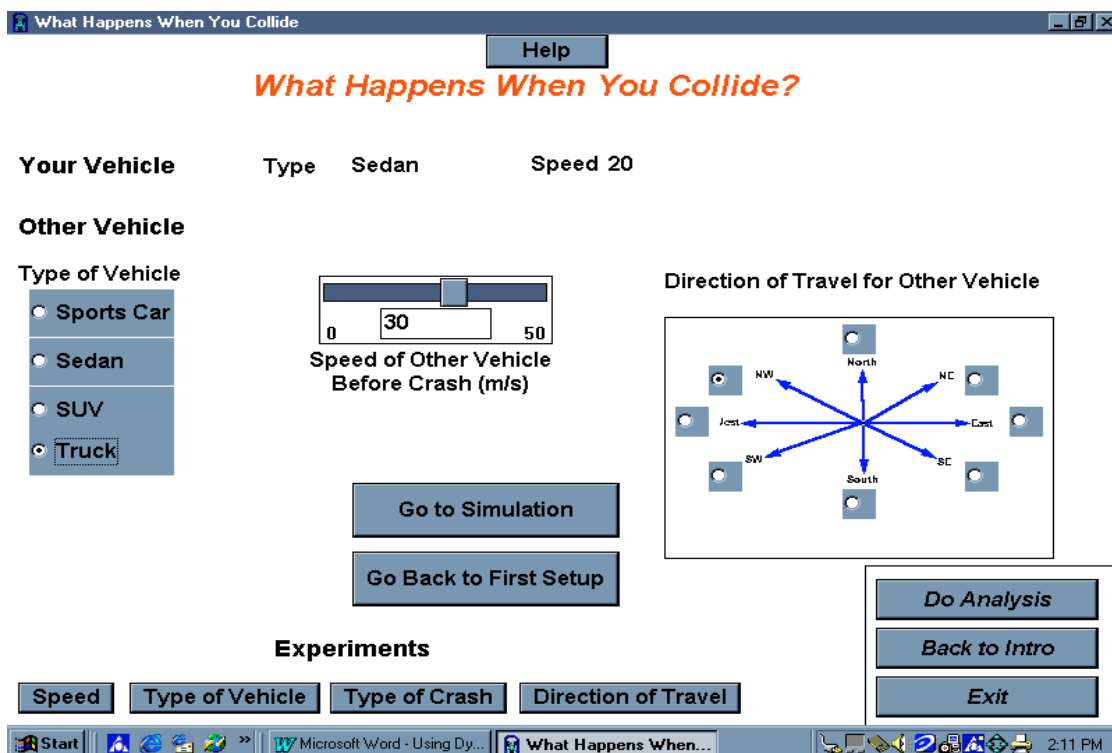 What Happens When You Collide
Help
What Happens When You Collide?
Your Vehicle Type Sedan Speed 20
Other Vehicle
Type of Vehicle
Sports Car
Sedan
SUV
Truck
0 30 50
Speed of Other Vehicle
Before Crash (m/s)
Direction of Travel for Other Vehicle
North
NW NE
West East
SW SE
South
Go to Simulation
Go Back to First Setup
Do Analysis
Back to Intro
Exit
Experiments
Speed Type of Vehicle Type of Crash Direction of Travel
Start » Microsoft Word - Using Dy... What Happens When... 2:11 PM